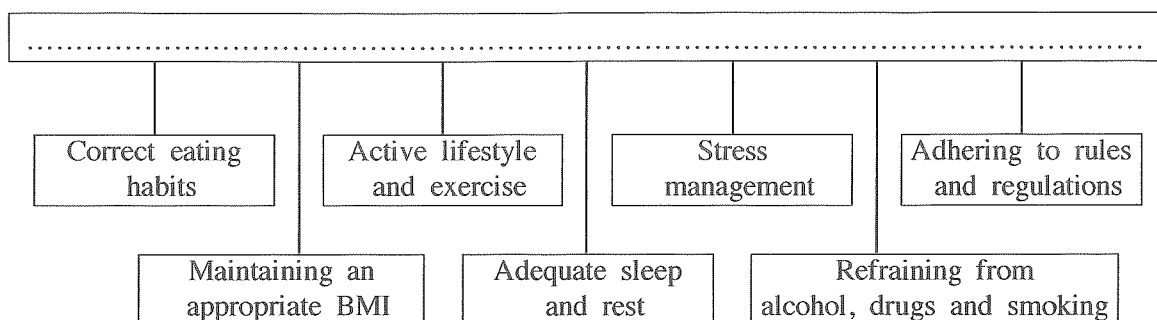 ................................................................................
Correct eating
habits
Active lifestyle
and exercise
Stress
management
Adhering to rules
and regulations
Maintaining an
appropriate BMI
Adequate sleep
and rest
Refraining from
alcohol, drugs and smoking